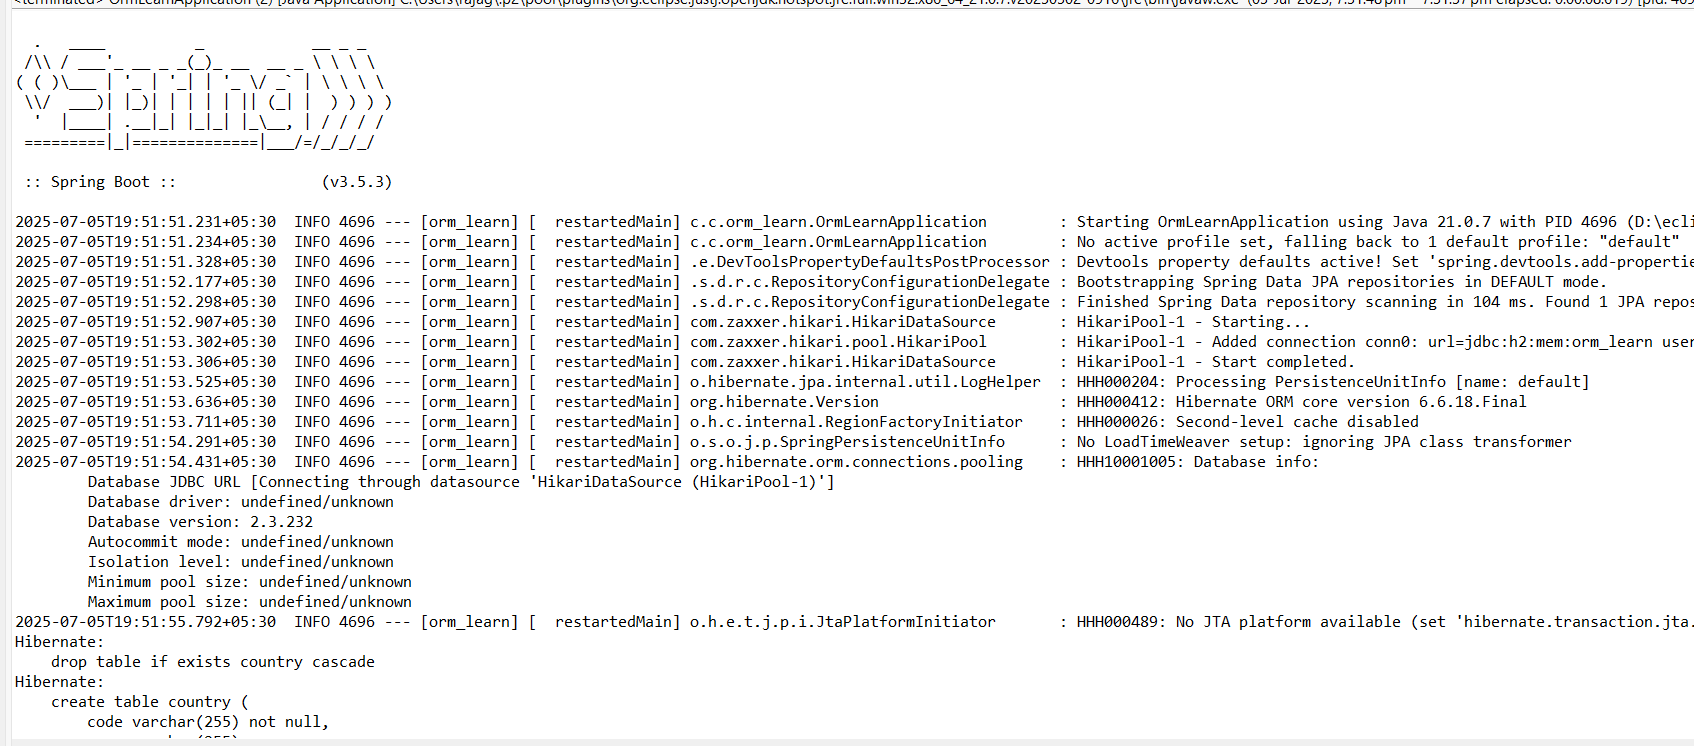 <terminated> OrmLearnApplication (2) [Java Application]
  .   ____          _            __ _ _
 /\\ / ___'_ __ _ _(_)_ __  __ _ \ \ \ \
( ( )\___ | '_ | '_| | '_ \/ _` | \ \ \ \
 \\/  ___)| |_)| | | | | || (_| |  ) ) ) )
  '  |____| .__|_| |_|_| |_\__, | / / / /
 =========|_|==============|___/=/_/_/_/
 :: Spring Boot ::                (v3.5.3)
2025-07-05T19:51:51.231+05:30  INFO 4696 --- [orm_learn] [  restartedMain] c.c.orm_learn.OrmLearnApplication        : Starting OrmLearnApplication using Java 21.0.7 with PID 4696 (D:\ecli
2025-07-05T19:51:51.234+05:30  INFO 4696 --- [orm_learn] [  restartedMain] c.c.orm_learn.OrmLearnApplication        : No active profile set, falling back to 1 default profile: "default"
2025-07-05T19:51:51.328+05:30  INFO 4696 --- [orm_learn] [  restartedMain] .e.DevToolsPropertyDefaultsPostProcessor : Devtools property defaults active! Set 'spring.devtools.add-propertie
2025-07-05T19:51:52.177+05:30  INFO 4696 --- [orm_learn] [  restartedMain] .s.d.r.c.RepositoryConfigurationDelegate : Bootstrapping Spring Data JPA repositories in DEFAULT mode.
2025-07-05T19:51:52.298+05:30  INFO 4696 --- [orm_learn] [  restartedMain] .s.d.r.c.RepositoryConfigurationDelegate : Finished Spring Data repository scanning in 104 ms. Found 1 JPA repos
2025-07-05T19:51:52.907+05:30  INFO 4696 --- [orm_learn] [  restartedMain] com.zaxxer.hikari.HikariDataSource       : HikariPool-1 - Starting...
2025-07-05T19:51:53.302+05:30  INFO 4696 --- [orm_learn] [  restartedMain] com.zaxxer.hikari.pool.HikariPool        : HikariPool-1 - Added connection conn0: url=jdbc:h2:mem:orm_learn user
2025-07-05T19:51:53.306+05:30  INFO 4696 --- [orm_learn] [  restartedMain] com.zaxxer.hikari.HikariDataSource       : HikariPool-1 - Start completed.
2025-07-05T19:51:53.525+05:30  INFO 4696 --- [orm_learn] [  restartedMain] o.hibernate.jpa.internal.util.LogHelper  : HHH000204: Processing PersistenceUnitInfo [name: default]
2025-07-05T19:51:53.636+05:30  INFO 4696 --- [orm_learn] [  restartedMain] org.hibernate.Version                    : HHH000412: Hibernate ORM core version 6.6.18.Final
2025-07-05T19:51:53.711+05:30  INFO 4696 --- [orm_learn] [  restartedMain] o.h.c.internal.RegionFactoryInitiator    : HHH000026: Second-level cache disabled
2025-07-05T19:51:54.291+05:30  INFO 4696 --- [orm_learn] [  restartedMain] o.s.o.j.p.SpringPersistenceUnitInfo      : No LoadTimeWeaver setup: ignoring JPA class transformer
2025-07-05T19:51:54.431+05:30  INFO 4696 --- [orm_learn] [  restartedMain] org.hibernate.orm.connections.pooling    : HHH10001005: Database info:
        Database JDBC URL [Connecting through datasource 'HikariDataSource (HikariPool-1)']
        Database driver: undefined/unknown
        Database version: 2.3.232
        Autocommit mode: undefined/unknown
        Isolation level: undefined/unknown
        Minimum pool size: undefined/unknown
        Maximum pool size: undefined/unknown
2025-07-05T19:51:55.792+05:30  INFO 4696 --- [orm_learn] [  restartedMain] o.h.e.t.j.p.i.JtaPlatformInitiator       : HHH000489: No JTA platform available (set 'hibernate.transaction.jta.
Hibernate:
    drop table if exists country cascade
Hibernate:
    create table country (
        code varchar(255) not null,